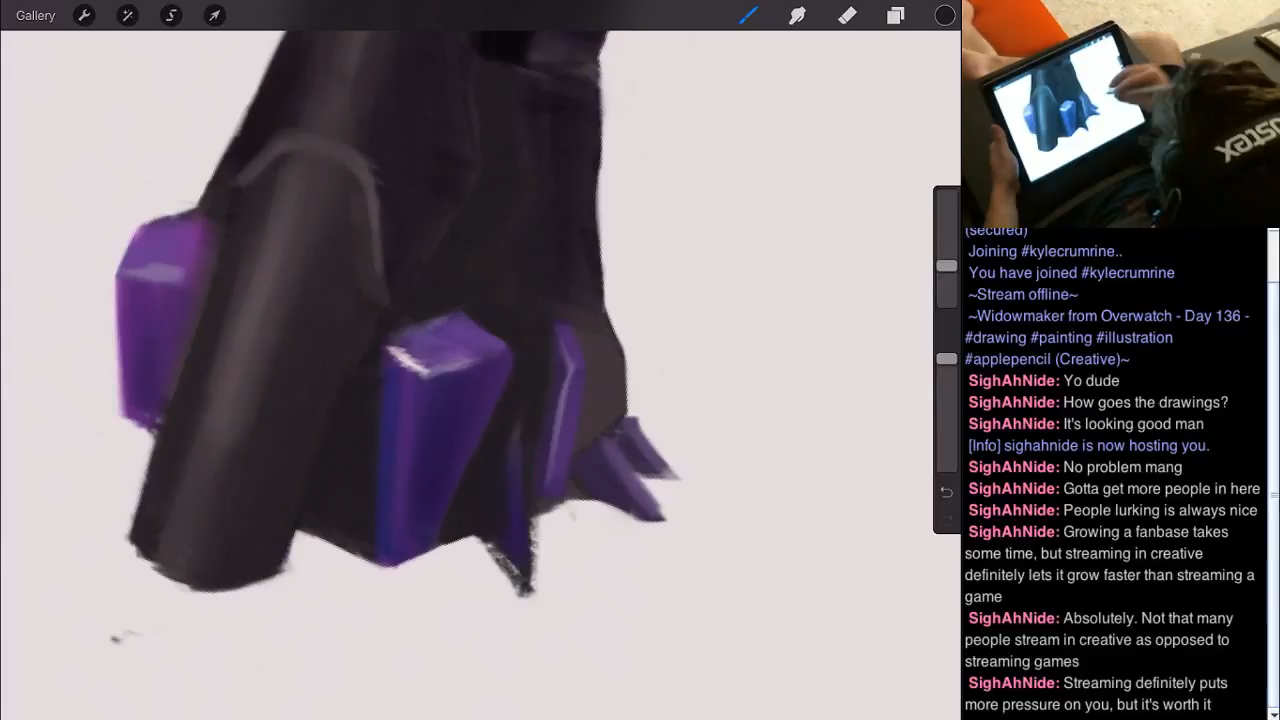 Gallery
(secured)
Joining #kylecrumrine..
You have joined #kylecrumrine
~Stream offline~
~Widowmaker from Overwatch - Day 136 -
#drawing #painting #illustration
#applepencil (Creative)~
SighAhNide: Yo dude
SighAhNide: How goes the drawings?
SighAhNide: It's looking good man
[Info] sighahnide is now hosting you.
SighAhNide: No problem mang
SighAhNide: Gotta get more people in here
SighAhNide: People lurking is always nice
SighAhNide: Growing a fanbase takes
some time, but streaming in creative
definitely lets it grow faster than streaming a
game
SighAhNide: Absolutely. Not that many
people stream in creative as opposed to
streaming games
SighAhNide: Streaming definitely puts
more pressure on you, but it's worth it